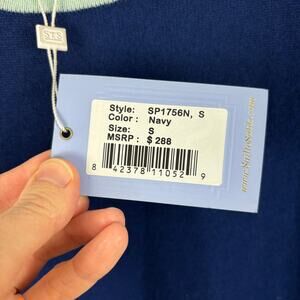 STS
Style: SP1756N, S
Color: Navy
Size: S
MSRP: $ 288
8 42378 11052 9